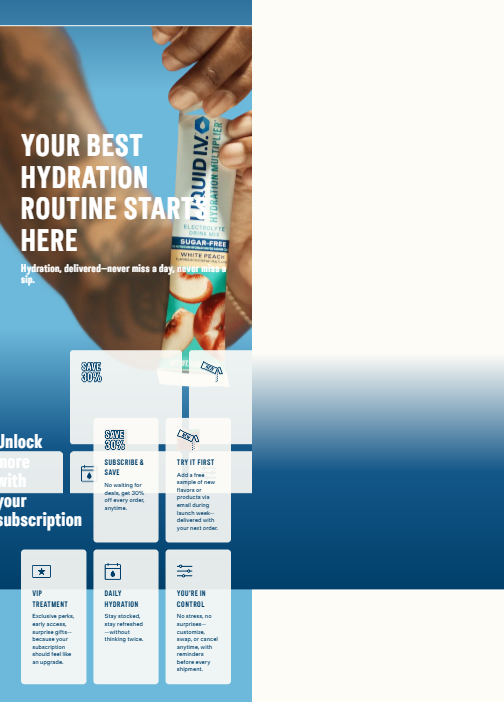 YOUR BEST
HYDRATION
ROUTINE STARTS
HERE
Hydration, delivered—never miss a day, never miss a
sip.
LIQUID I.V.
HYDRATION MULTIPLIER
ELECTROLYTE
DRINK MIX
SUGAR-FREE
WHITE PEACH
SAVE
30%
Unlock
more
with
your
subscription
SAVE
30%
SUBSCRIBE &
SAVE
No waiting for
deals, get 30%
off every order,
anytime.
TRY IT FIRST
Add a free
sample of new
flavors or
products via
email during
launch week—
delivered with
your next order.
VIP
TREATMENT
Exclusive perks,
early access,
surprise gifts—
because your
subscription
should feel like
an upgrade.
DAILY
HYDRATION
Stay stocked,
stay refreshed
—without
thinking twice.
YOU'RE IN
CONTROL
No stress, no
surprises—
customize,
swap, or cancel
anytime, with
reminders
before every
shipment.